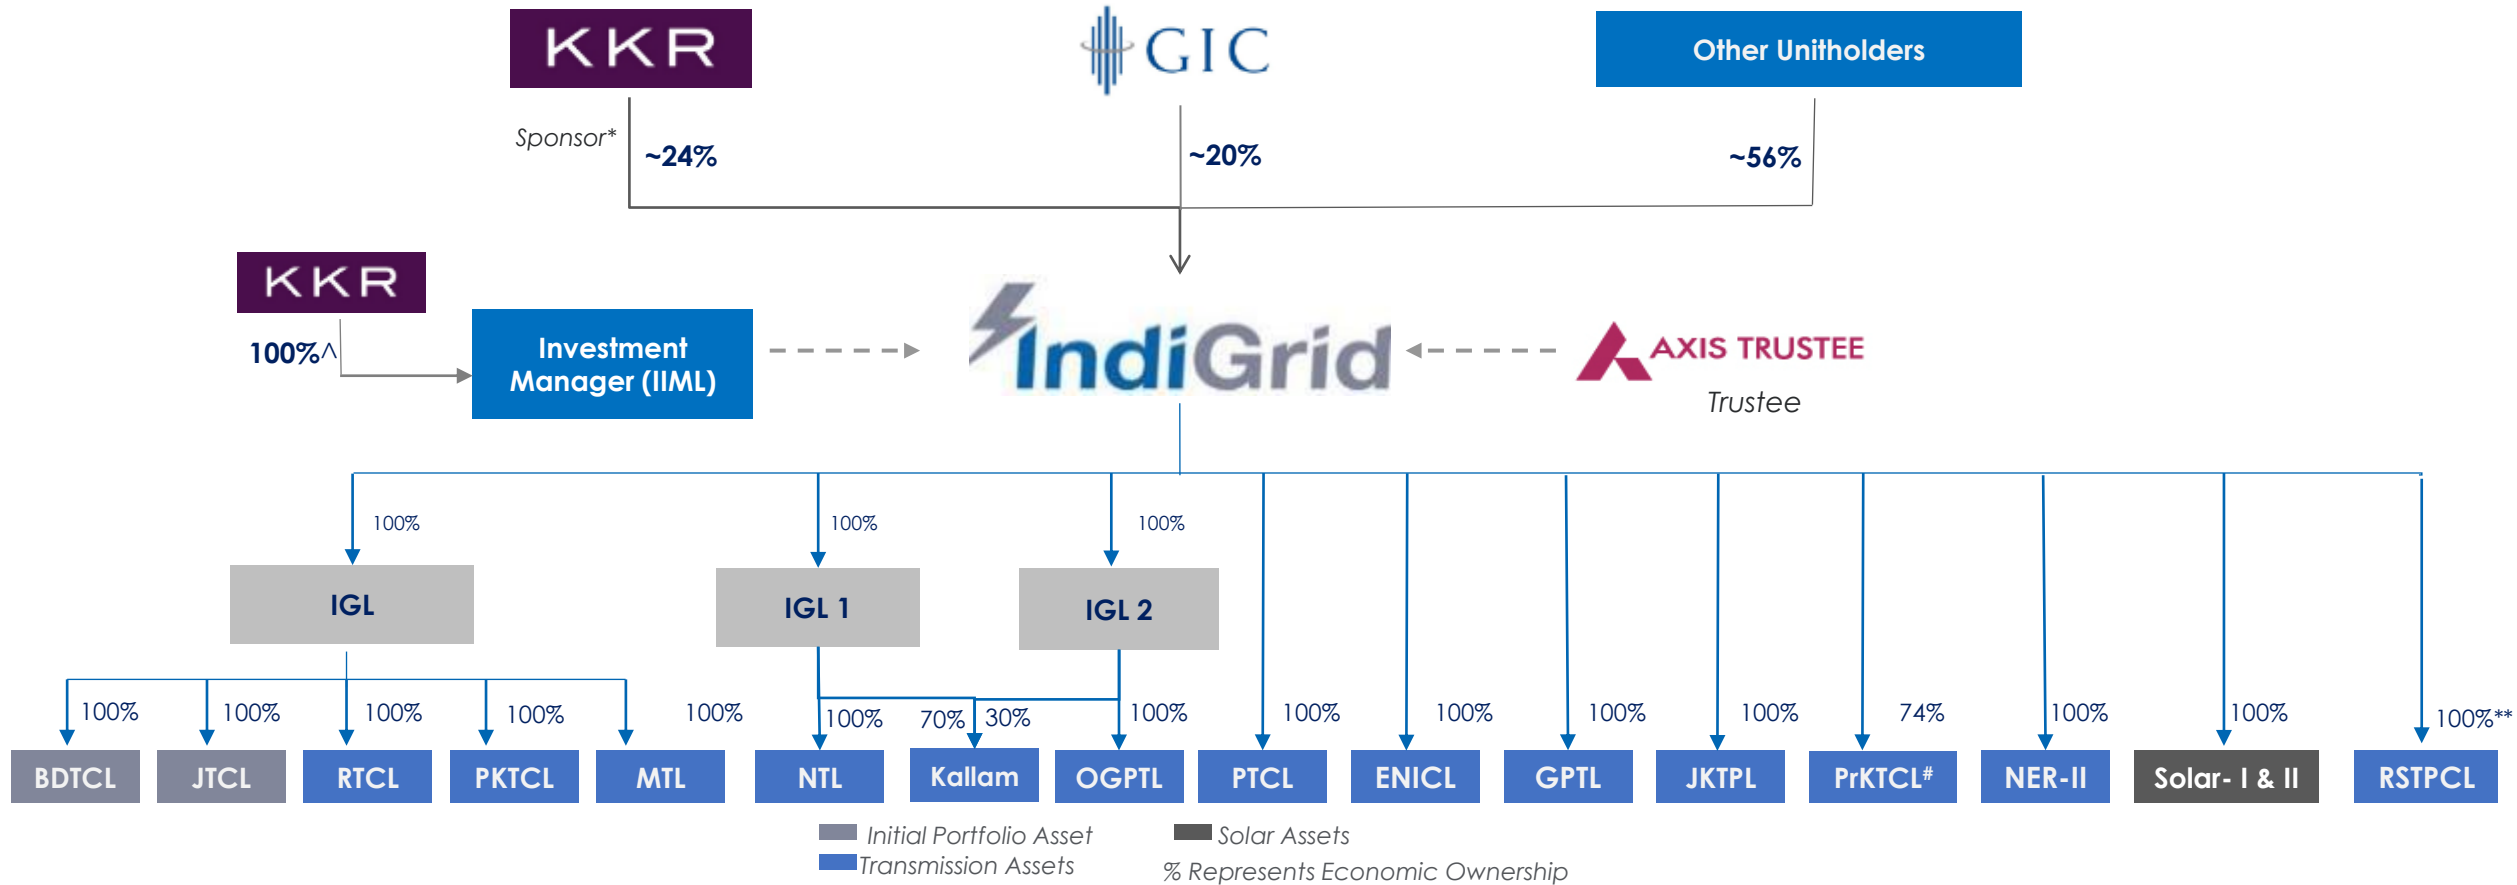 KKR
GIC
Other Unitholders
Sponsor*
~24%
~20%
~56%
KKR
100%^
Investment
Manager (IIML)
IndiGrid
AXIS TRUSTEE
Trustee
100%
100%
100%
IGL
IGL 1
IGL 2
100%
100%
100%
100%
100%
100%
70%
30%
100%
100%
100%
100%
100%
74%
100%
100%
100%**
BDTCL
JTCL
RTCL
PKTCL
MTL
NTL
Kallam
OGPTL
PTCL
ENICL
GPTL
JKTPL
PrKTCL#
NER-II
Solar- I & II
RSTPCL
Initial Portfolio Asset
Solar Assets
Transmission Assets
% Represents Economic Ownership